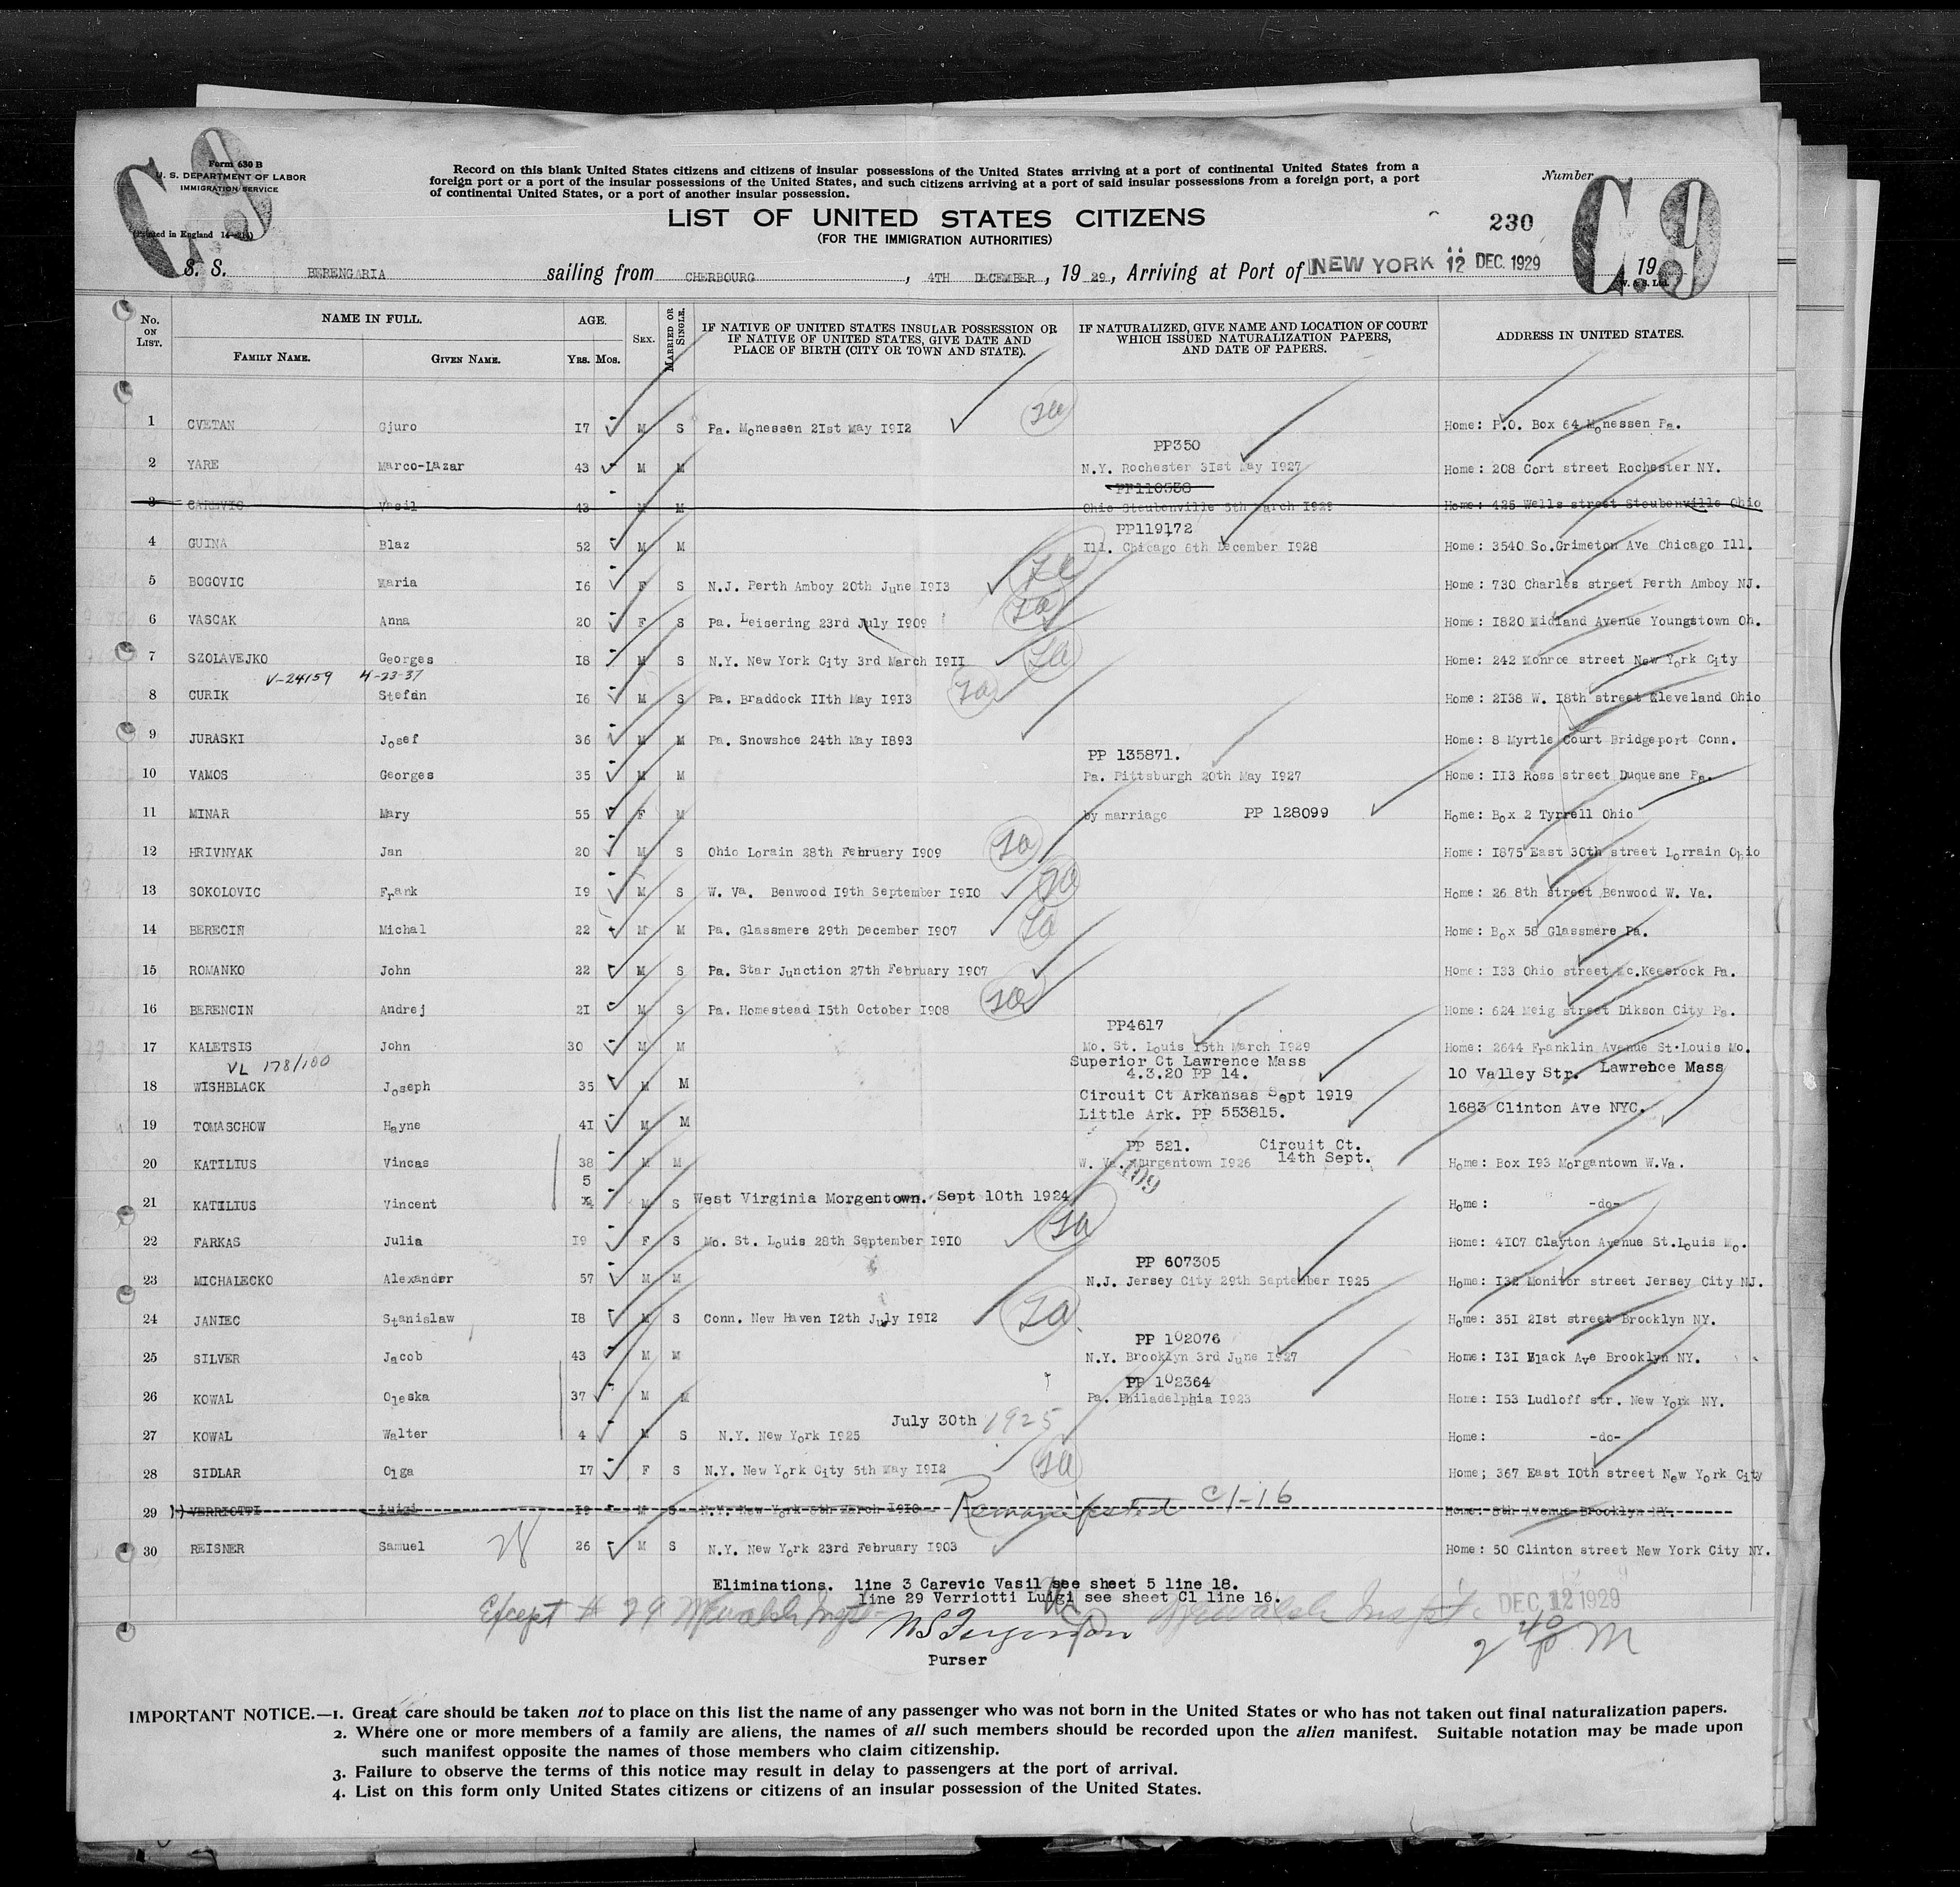 C.9
Form 630 B
U. S. DEPARTMENT OF LABOR
IMMIGRATION SERVICE
Record on this blank United States citizens and citizens of insular possessions of the United States arriving at a port of continental United States from a
foreign port or a port of the insular possessions of the United States, and such citizens arriving at a port of said insular possessions from a foreign port, a port
of continental United States, or a port of another insular possession.
Number
C.9
LIST OF UNITED STATES CITIZENS
230
(FOR THE IMMIGRATION AUTHORITIES)
S. S. BERENGARIA sailing from CHERBOURG , 4TH DECEMBER , 19 29 , Arriving at Port of NEW YORK 12 DEC. 1929 19
No. ON LIST. NAME IN FULL. FAMILY NAME. GIVEN NAME. AGE. YRS. MOS. SEX. MARRIED OR SINGLE. IF NATIVE OF UNITED STATES INSULAR POSSESSION OR IF NATIVE OF UNITED STATES, GIVE DATE AND PLACE OF BIRTH (CITY OR TOWN AND STATE). IF NATURALIZED, GIVE NAME AND LOCATION OF COURT WHICH ISSUED NATURALIZATION PAPERS, AND DATE OF PAPERS. ADDRESS IN UNITED STATES.
1 CVETAN Gjuro 17 - M S Pa. Monessen 21st May 1912 Home: P.O. Box 64 Monessen Pa.
PP350
2 YARE Marco-Lazar 43 - M M N.Y. Rochester 31st May 1927 Home: 208 Cort street Rochester NY.
PP110538
3 CAREVIC Vasil 43 - M M Ohio Steubenville 5th March 1929 Home: 425 Wells street Steubenville Ohio
PP119172
4 GUINA Blaz 52 - M M Ill. Chicago 6th December 1928 Home: 3540 So.Grimeton Ave Chicago Ill.
5 BOGOVIC Maria 16 - F S N.J. Perth Amboy 20th June 1913 Home: 730 Charles street Perth Amboy NJ.
6 VASCAK Anna 20 - F S Pa. Leisering 23rd July 1909 Home: 1820 Midland Avenue Youngstown Oh.
7 SZOLAVEJKO Georges 18 - M S N.Y. New York City 3rd March 1911 Home: 242 Monroe street New York City
V-24159 4-23-37
8 CURIK Stefan 16 - M S Pa. Braddock 11th May 1913 Home: 2138 W. 18th street Cleveland Ohio
9 JURASKI Josef 36 - M M Pa. Snowshoe 24th May 1893 Home: 8 Myrtle Court Bridgeport Conn.
PP 135871.
10 VAMOS Georges 35 - M M Pa. Pittsburgh 20th May 1927 Home: 113 Ross street Duquesne Pa.
11 MINAR Mary 55 - F M by marriage PP 128099 Home: Box 2 Tyrrell Ohio
12 HRIVNYAK Jan 20 - M S Ohio Lorain 28th February 1909 Home: 1875 East 30th street Lorrain Ohio
13 SOKOLOVIC Frank 19 - M S W. Va. Benwood 19th September 1910 Home: 26 8th street Benwood W. Va.
14 BERECIN Michal 22 - M M Pa. Glassmere 29th December 1907 Home: Box 58 Glassmere Pa.
15 ROMANKO John 22 - M S Pa. Star Junction 27th February 1907 Home: 133 Ohio street Mc.Keesrock Pa.
16 BERENCIN Andrej 21 - M S Pa. Homestead 15th October 1908 Home: 624 Meig street Dikson City Pa.
PP4617
17 KALETSIS John 30 - M M Mo. St. Louis 15th March 1929 Home: 2644 Franklin Avenue St.Louis Mo.
VL 178/100 Superior Ct Lawrence Mass
4.3.20 PP 14. 10 Valley Str. Lawrence Mass
18 WISHBLACK Joseph 35 - M M
Circuit Ct Arkansas Sept 1919
Little Ark. PP 553815. 1683 Clinton Ave NYC.
19 TOMASCHOW Hayne 41 - M M
PP 521. Circuit Ct.
20 KATILIUS Vincas 38 - M M W. Va. Murgentown 1926 14th Sept. Home: Box 193 Morgantown W.Va.
5 109
21 KATILIUS Vincent - M S West Virginia Morgentown. Sept 10th 1924 Home: -do-
22 FARKAS Julia 19 - F S Mo. St. Louis 28th September 1910 Home: 4107 Clayton Avenue St.Louis Mo.
PP 607305
23 MICHALECKO Alexander 57 - M M N.J. Jersey City 29th September 1925 Home: 132 Monitor street Jersey City NJ.
24 JANIEC Stanislaw 18 - M S Conn. New Haven 12th July 1912 Home: 351 21st street Brooklyn NY.
PP 102076
25 SILVER Jacob 43 - M M N.Y. Brooklyn 3rd June 1927 Home: 131 Black Ave Brooklyn NY.
PP 102364
26 KOWAL Oleska 37 - M M Pa. Philadelphia 1923 Home: 153 Ludloff str. New York NY.
July 30th 1925
27 KOWAL Walter 4 - M S N.Y. New York 1925 Home: -do-
28 SIDLAR Olga 17 - F S N.Y. New York City 5th May 1912 Home; 367 East 10th street New York City
29 VERRIOTTI Luigi 19 - M S N.Y. New York 8th March 1910 Remanifested C1-16 Home: 8th Avenue Brooklyn NY.
30 REISNER Samuel 26 - M S N.Y. New York 23rd February 1903 Home: 50 Clinton street New York City NY.
28
Eliminations. line 3 Carevic Vasil see sheet 5 line 18.
line 29 Verriotti Luigi see sheet C1 line 16.
Except # 29
DEC 12 1929
2 40 P M
Purser
IMPORTANT NOTICE.—1. Great care should be taken not to place on this list the name of any passenger who was not born in the United States or who has not taken out final naturalization papers.
2. Where one or more members of a family are aliens, the names of all such members should be recorded upon the alien manifest. Suitable notation may be made upon
such manifest opposite the names of those members who claim citizenship.
3. Failure to observe the terms of this notice may result in delay to passengers at the port of arrival.
4. List on this form only United States citizens or citizens of an insular possession of the United States.